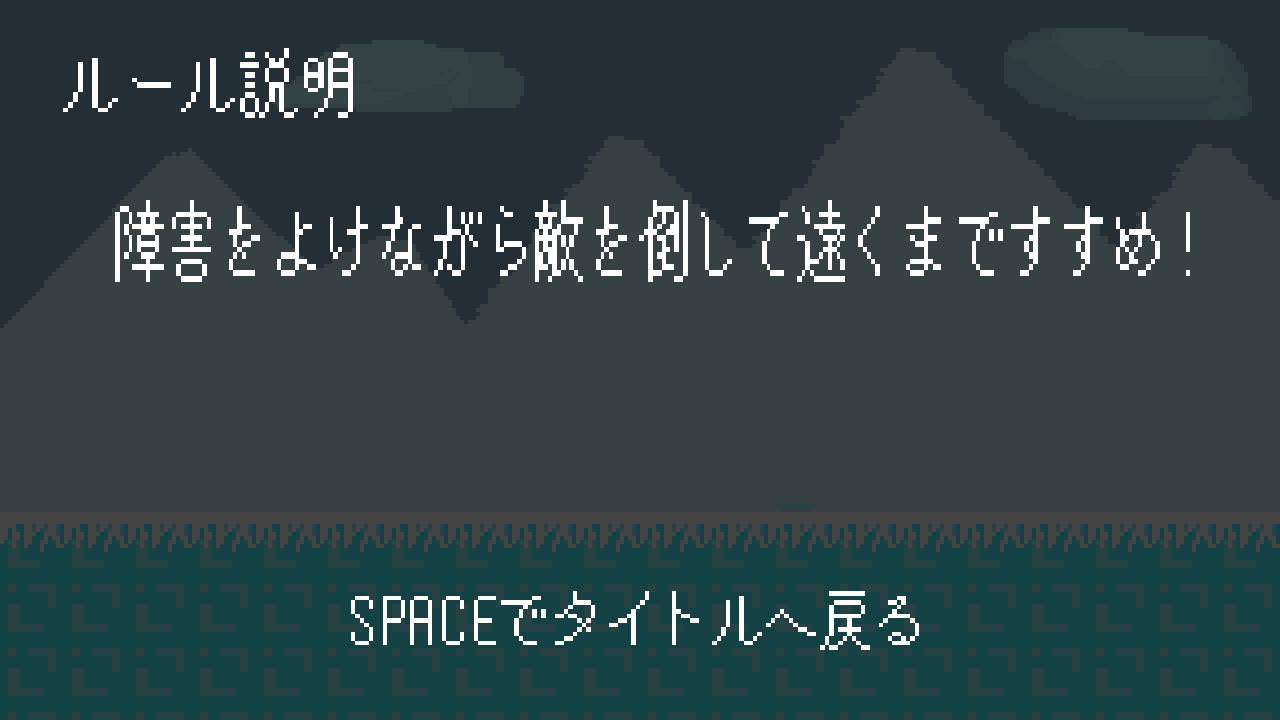 ルール説明
障害をよけながら敵を倒して遠くまですすめ！
SPACEでタイトルへ戻る